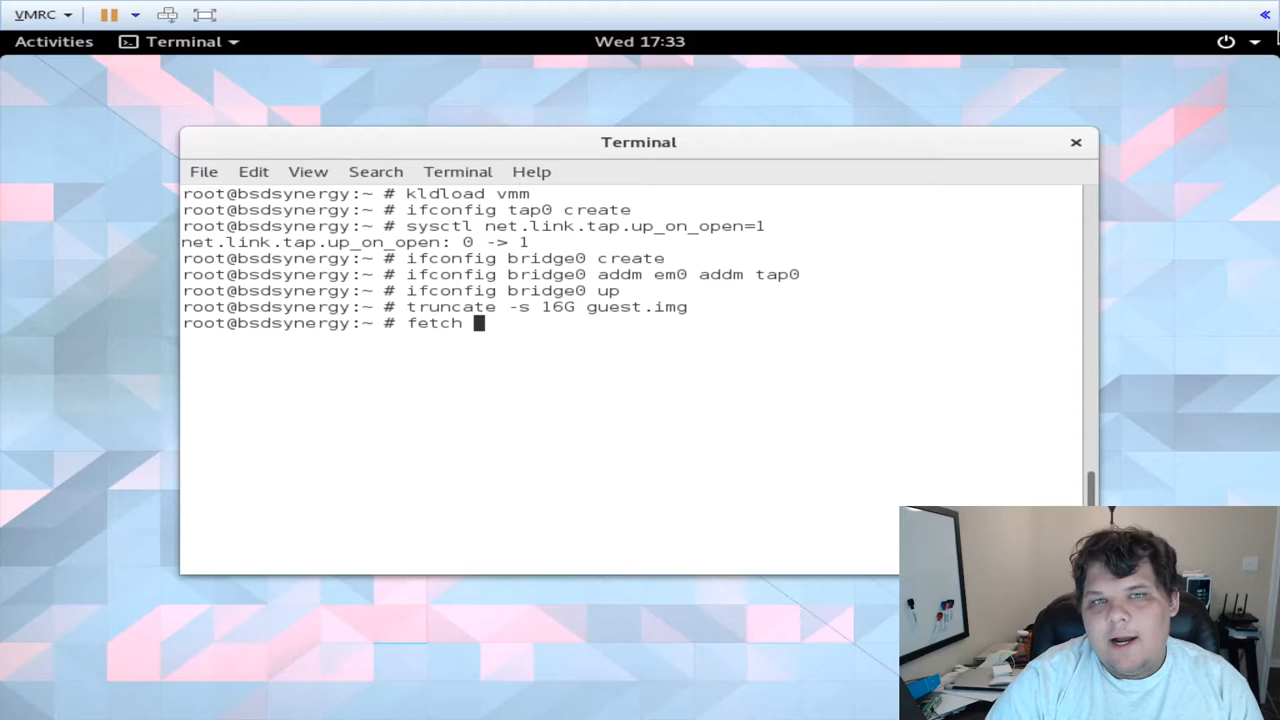 VMRC
Activities Terminal Wed 17:33
Terminal
File Edit View Search Terminal Help
root@bsdsynergy:~ # kldload vmm
root@bsdsynergy:~ # ifconfig tap0 create
root@bsdsynergy:~ # sysctl net.link.tap.up_on_open=1
net.link.tap.up_on_open: 0 -> 1
root@bsdsynergy:~ # ifconfig bridge0 create
root@bsdsynergy:~ # ifconfig bridge0 addm em0 addm tap0
root@bsdsynergy:~ # ifconfig bridge0 up
root@bsdsynergy:~ # truncate -s 16G guest.img
root@bsdsynergy:~ # fetch